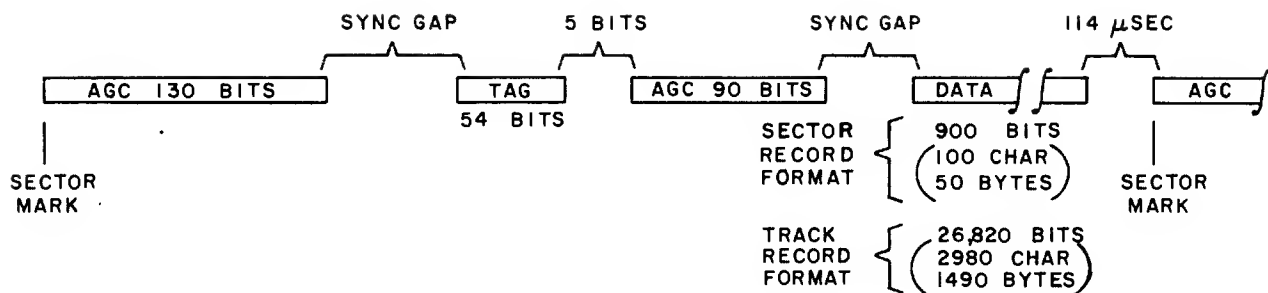 SYNC GAP 5 BITS SYNC GAP 114 μSEC
AGC 130 BITS TAG AGC 90 BITS DATA AGC
54 BITS
SECTOR MARK
SECTOR RECORD FORMAT
900 BITS
(100 CHAR
50 BYTES)
SECTOR MARK
TRACK RECORD FORMAT
26,820 BITS
(2980 CHAR
1490 BYTES)